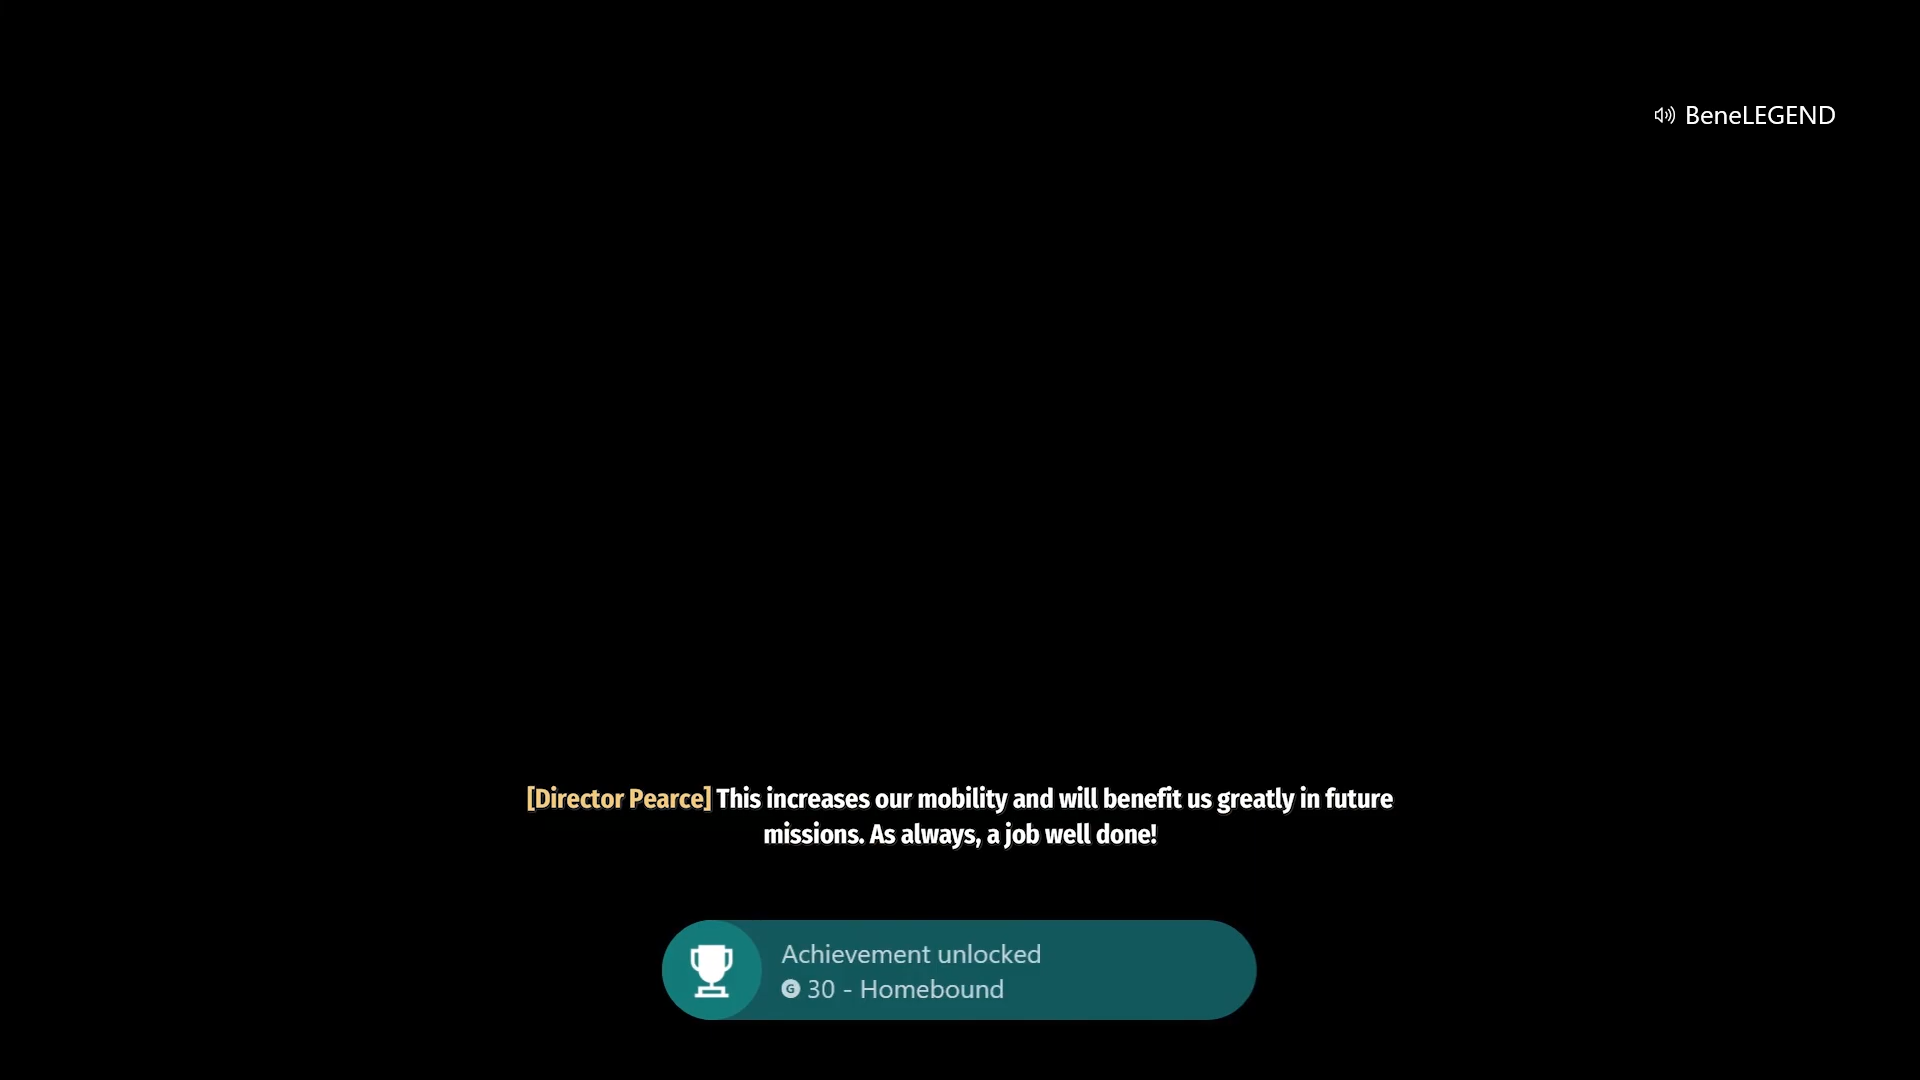 BeneLEGEND
[Director Pearce] This increases our mobility and will benefit us greatly in future
missions. As always, a job well done!
Achievement unlocked
G 30 - Homebound